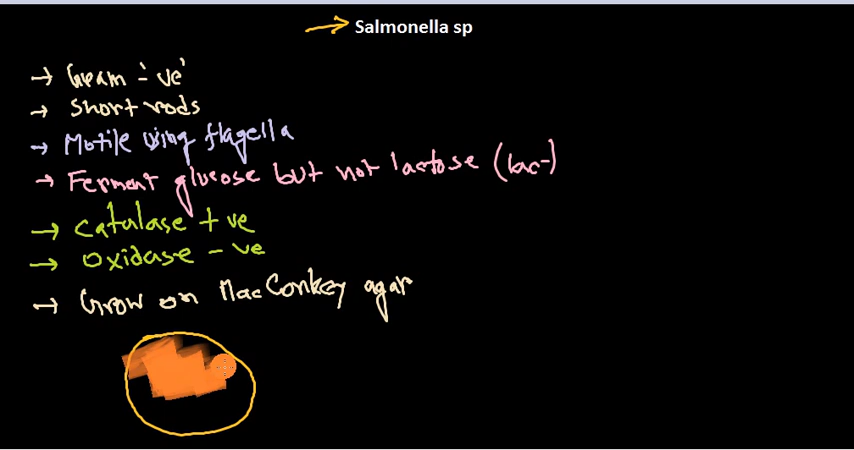 → Salmonella sp
→ Gram -ve'
→ Short rods
→ Motile using flagella
→ Ferment glucose but not lactose (lac-)
→ Catalase +ve
→ Oxidase -ve
→ Grow on MacConkey agar